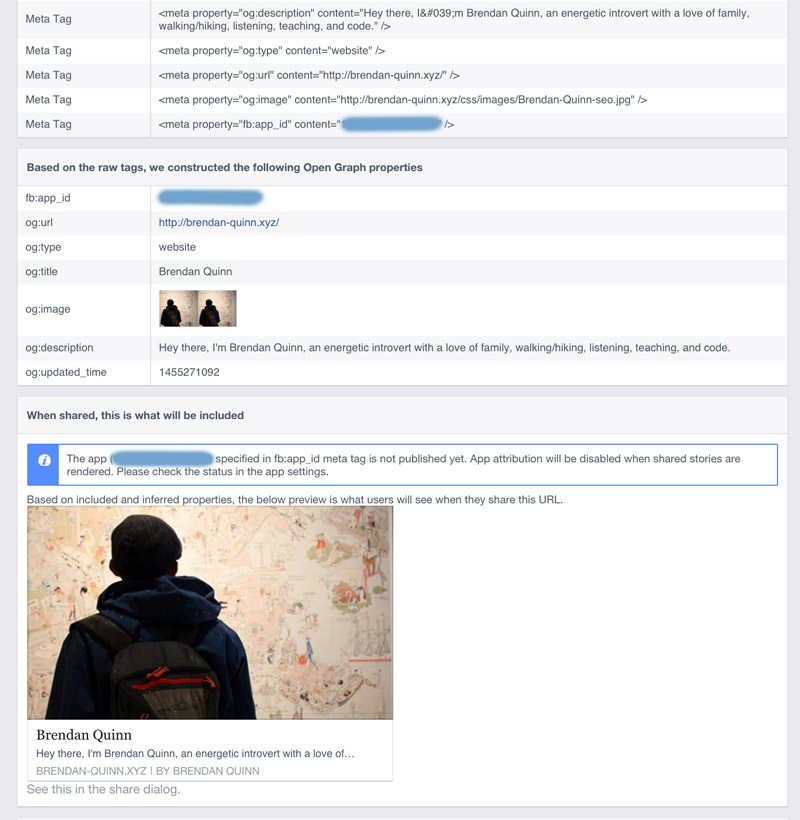 Meta Tag
<meta property="og:description" content="Hey there, I&#039;m Brendan Quinn, an energetic introvert with a love of family,
walking/hiking, listening, teaching, and code." />
Meta Tag
<meta property="og:type" content="website" />
Meta Tag
<meta property="og:url" content="http://brendan-quinn.xyz/" />
Meta Tag
<meta property="og:image" content="http://brendan-quinn.xyz/css/images/Brendan-Quinn-seo.jpg" />
Meta Tag
<meta property="fb:app_id" content=" />
Based on the raw tags, we constructed the following Open Graph properties
fb:app_id
og:url
http://brendan-quinn.xyz/
og:type
website
og:title
Brendan Quinn
og:image
og:description
Hey there, I'm Brendan Quinn, an energetic introvert with a love of family, walking/hiking, listening, teaching, and code.
og:updated_time
1455271092
When shared, this is what will be included
i
The app ( specified in fb:app_id meta tag is not published yet. App attribution will be disabled when shared stories are
rendered. Please check the status in the app settings.
Based on included and inferred properties, the below preview is what users will see when they share this URL.
Brendan Quinn
Hey there, I'm Brendan Quinn, an energetic introvert with a love of…
BRENDAN-QUINN.XYZ | BY BRENDAN QUINN
See this in the share dialog.